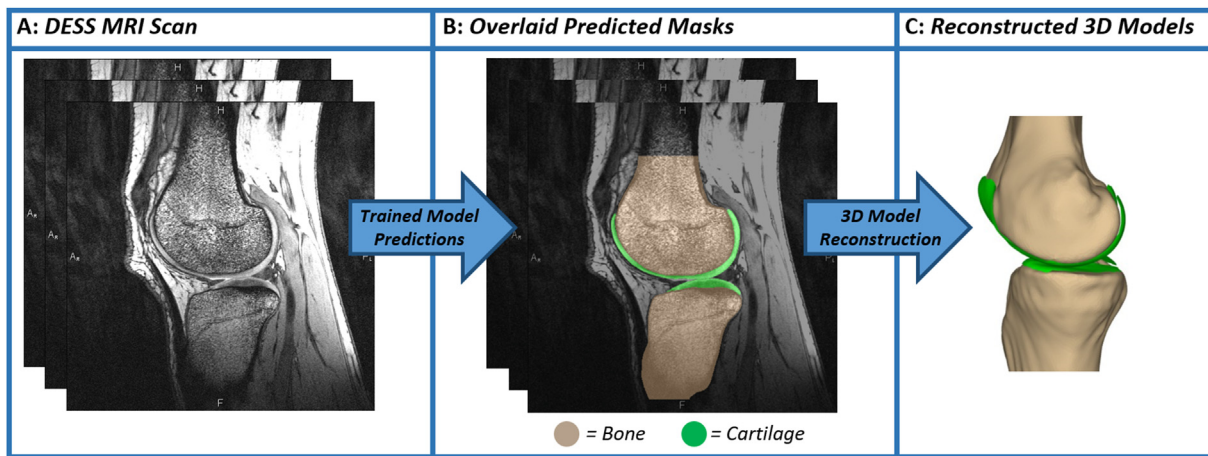 A: DESS MRI Scan
B: Overlaid Predicted Masks
C: Reconstructed 3D Models
H
H
H
A R
A R
A R
F
Trained Model
Predictions
H
H
H
A R
A R
A R
P L
F
3D Model
Reconstruction
= Bone
= Cartilage